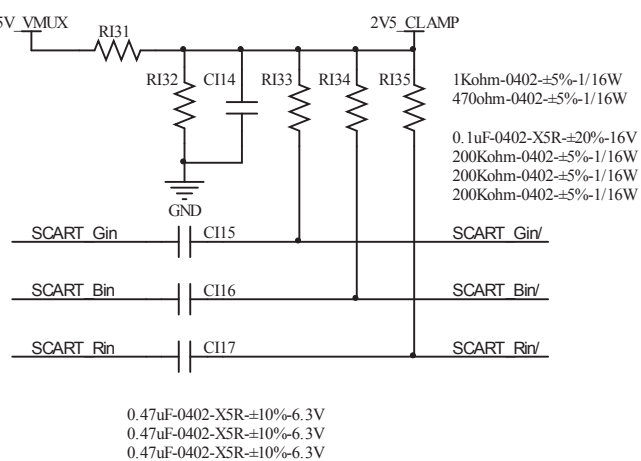 5V_VMUX
RI31
2V5_CLAMP
RI32
CI14
RI33
RI34
RI35
1Kohm-0402-±5%-1/16W
470ohm-0402-±5%-1/16W
0.1uF-0402-X5R-±20%-16V
200Kohm-0402-±5%-1/16W
200Kohm-0402-±5%-1/16W
200Kohm-0402-±5%-1/16W
GND
SCART_Gin
CI15
SCART_Gin/
SCART_Bin
CI16
SCART_Bin/
SCART_Rin
CI17
SCART_Rin/
0.47uF-0402-X5R-±10%-6.3V
0.47uF-0402-X5R-±10%-6.3V
0.47uF-0402-X5R-±10%-6.3V